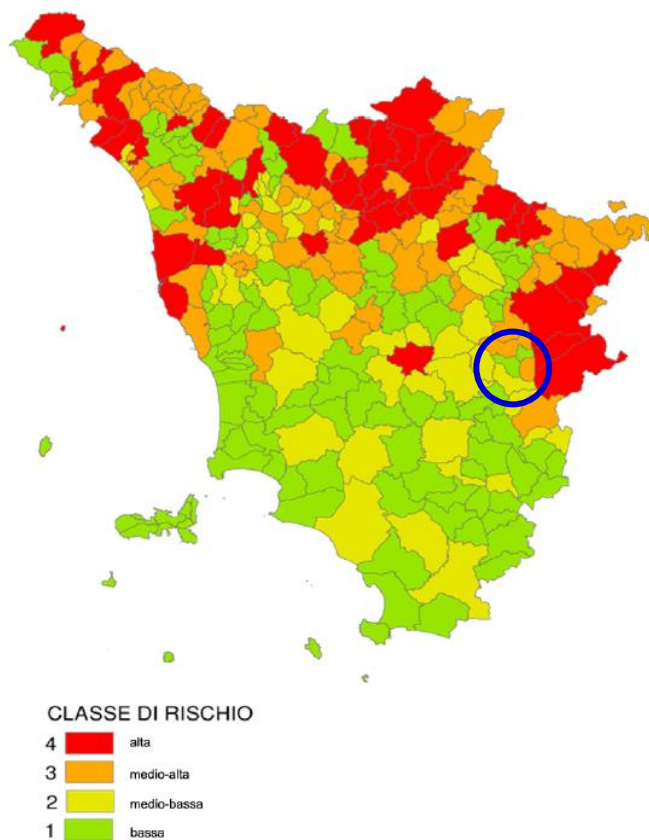 CLASSE DI RISCHIO
4 alta
3 medio-alta
2 medio-bassa
1 bassa